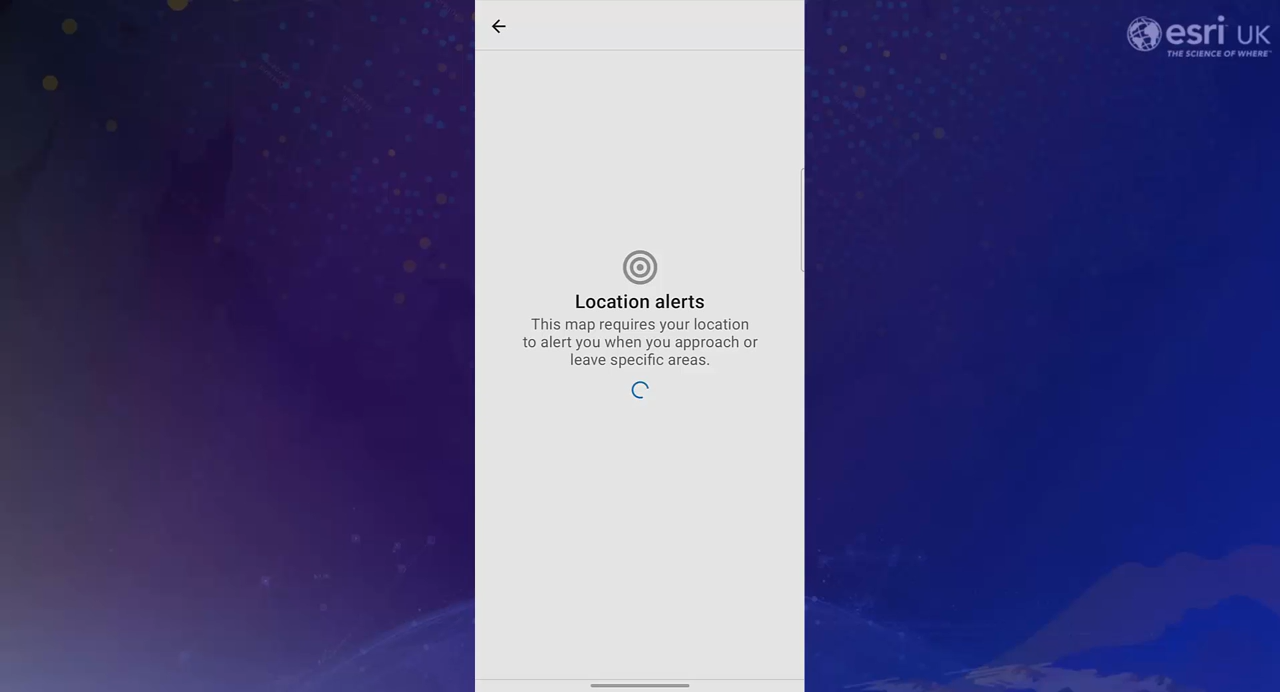 esri UK
THE SCIENCE OF WHERE
Location alerts
This map requires your location
to alert you when you approach or
leave specific areas.